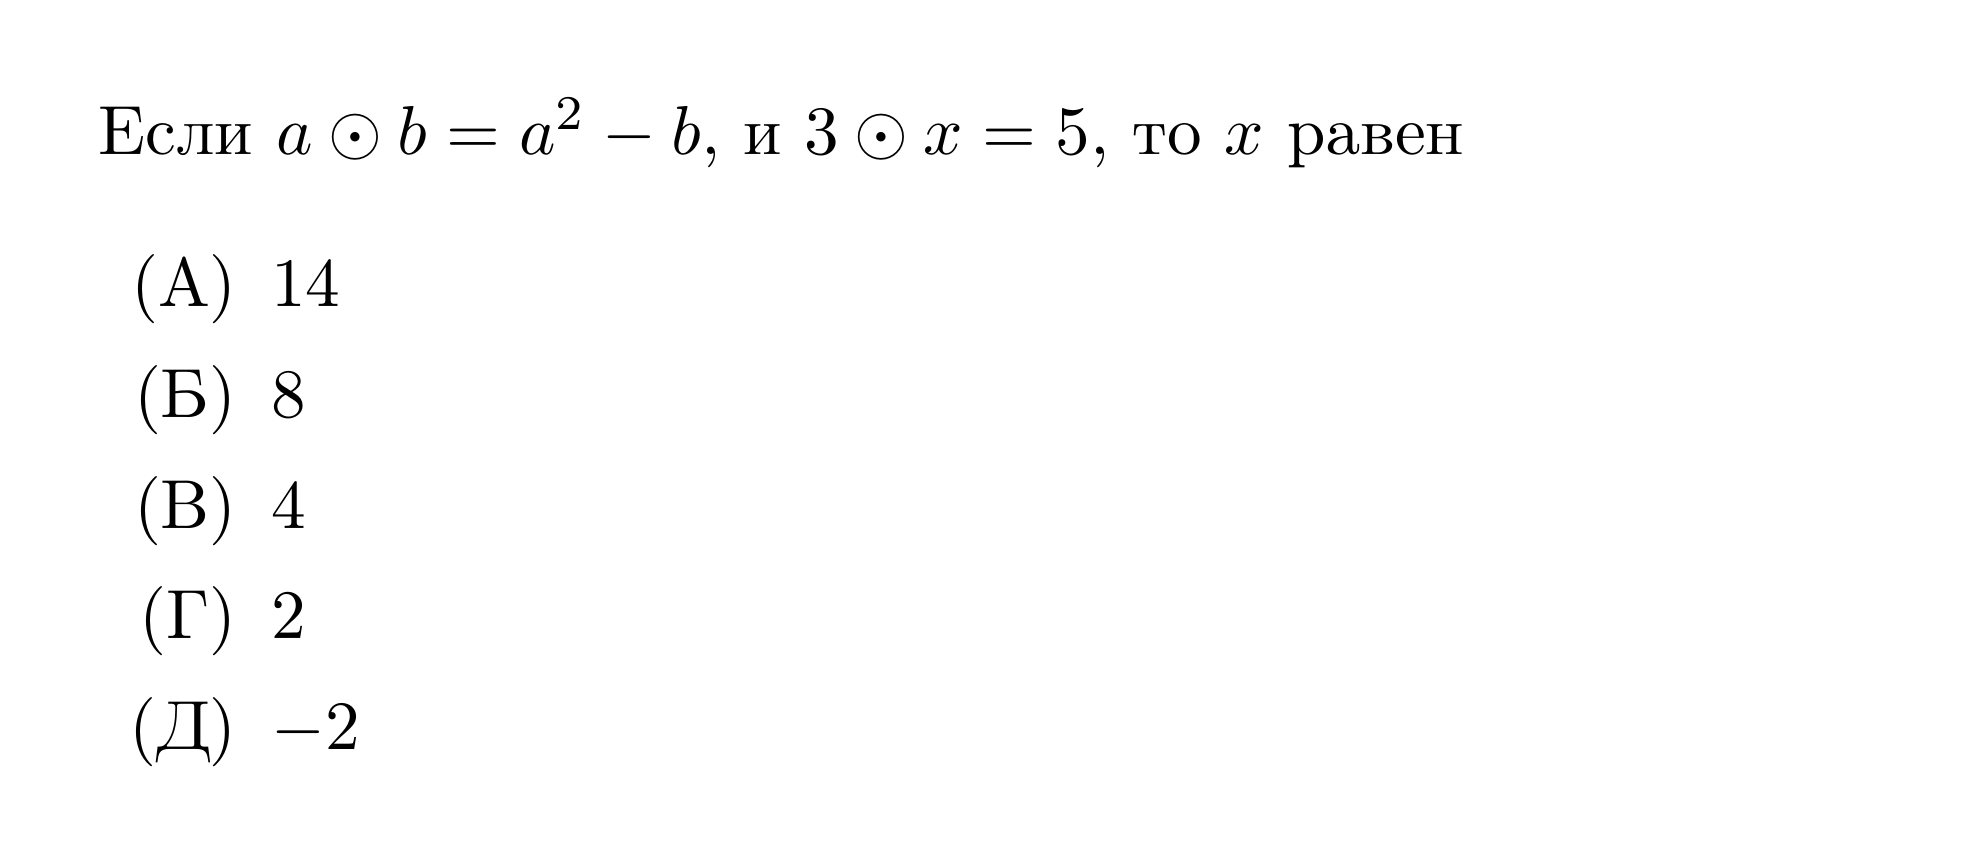 Если a ⊙ b = a² − b, и 3 ⊙ x = 5, то x равен
(А) 14
(Б) 8
(В) 4
(Г) 2
(Д) −2